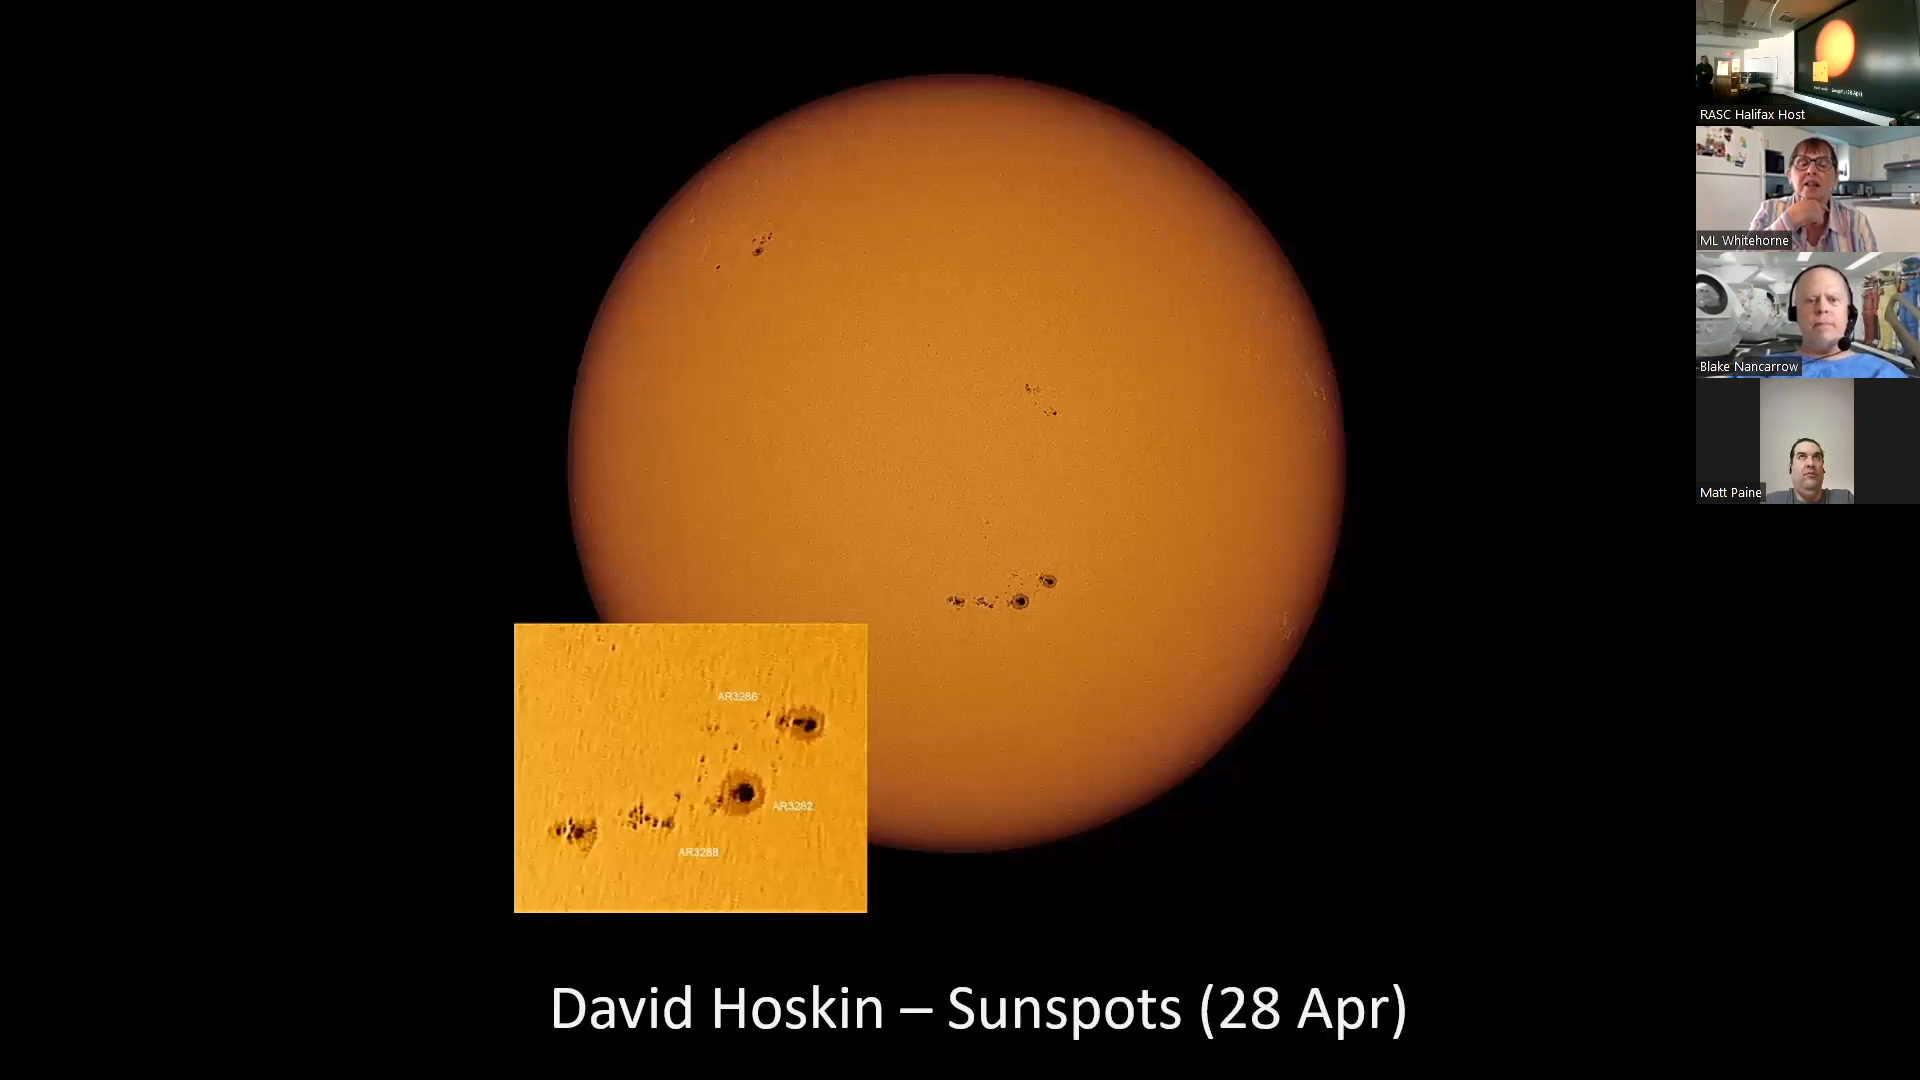 RASC Halifax Host
ML Whitehorne
Blake Nancarrow
Matt Paine
AR3286
AR3282
AR3288
David Hoskin – Sunspots (28 Apr)